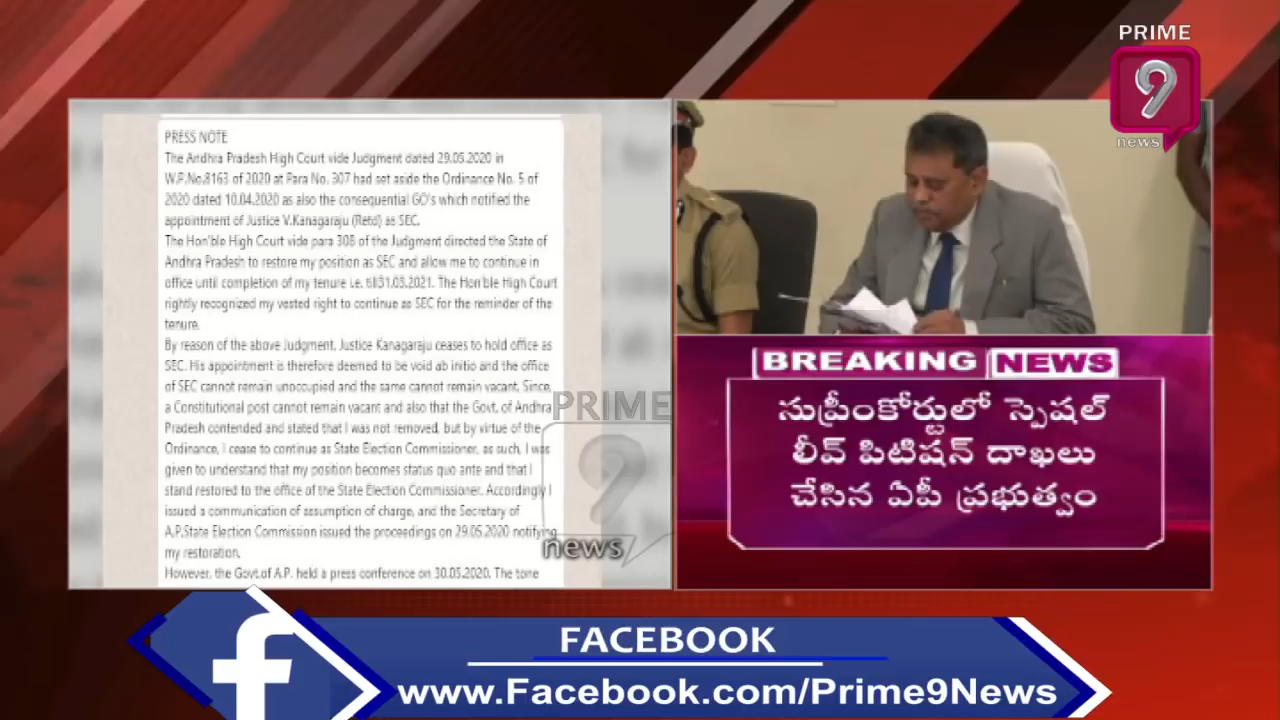 PRIME
9
news
PRESS NOTE
The Andhra Pradesh High Court vide Judgment dated 29.05.2020 in
W.P.No.8163 of 2020 at Para No. 307 had set aside the Ordinance No. 5 of
2020 dated 10.04.2020 as also the consequential GO's which notified the
appointment of Justice V.Kanagaraju (Retd) as SEC.
The Hon'ble High Court vide para 308 of the Judgment directed the State of
Andhra Pradesh to restore my position as SEC and allow me to continue in
office until completion of my tenure i.e. till31.03.2021. The Hon'ble High Court
rightly recognized my vested right to continue as SEC for the reminder of the
tenure.
By reason of the above Judgment, Justice Kanagaraju ceases to hold office as
SEC. His appointment is therefore deemed to be void ab initio and the office
of SEC cannot remain unoccupied and the same cannot remain vacant. Since,
a Constitutional post cannot remain vacant and also that the Govt. of Andhra
Pradesh contended and stated that I was not removed, but by virtue of the
Ordinance, I cease to continue as State Election Commissioner, as such, I was
given to understand that my position becomes status quo ante and that I
stand restored to the office of the State Election Commissioner. Accordingly I
issued a communication of assumption of charge, and the Secretary of
A.P.State Election Commission issued the proceedings on 29.05.2020 notifying
my restoration.
However, the Govt.of A.P. held a press conference on 30.05.2020. The tone
PRIME
9
news
BREAKING NEWS
సుప్రీంకోర్టులో స్పెషల్
లీవ్ పిటిషన్ దాఖలు
చేసిన ఏపీ ప్రభుత్వం
FACEBOOK
www.Facebook.com/Prime9News